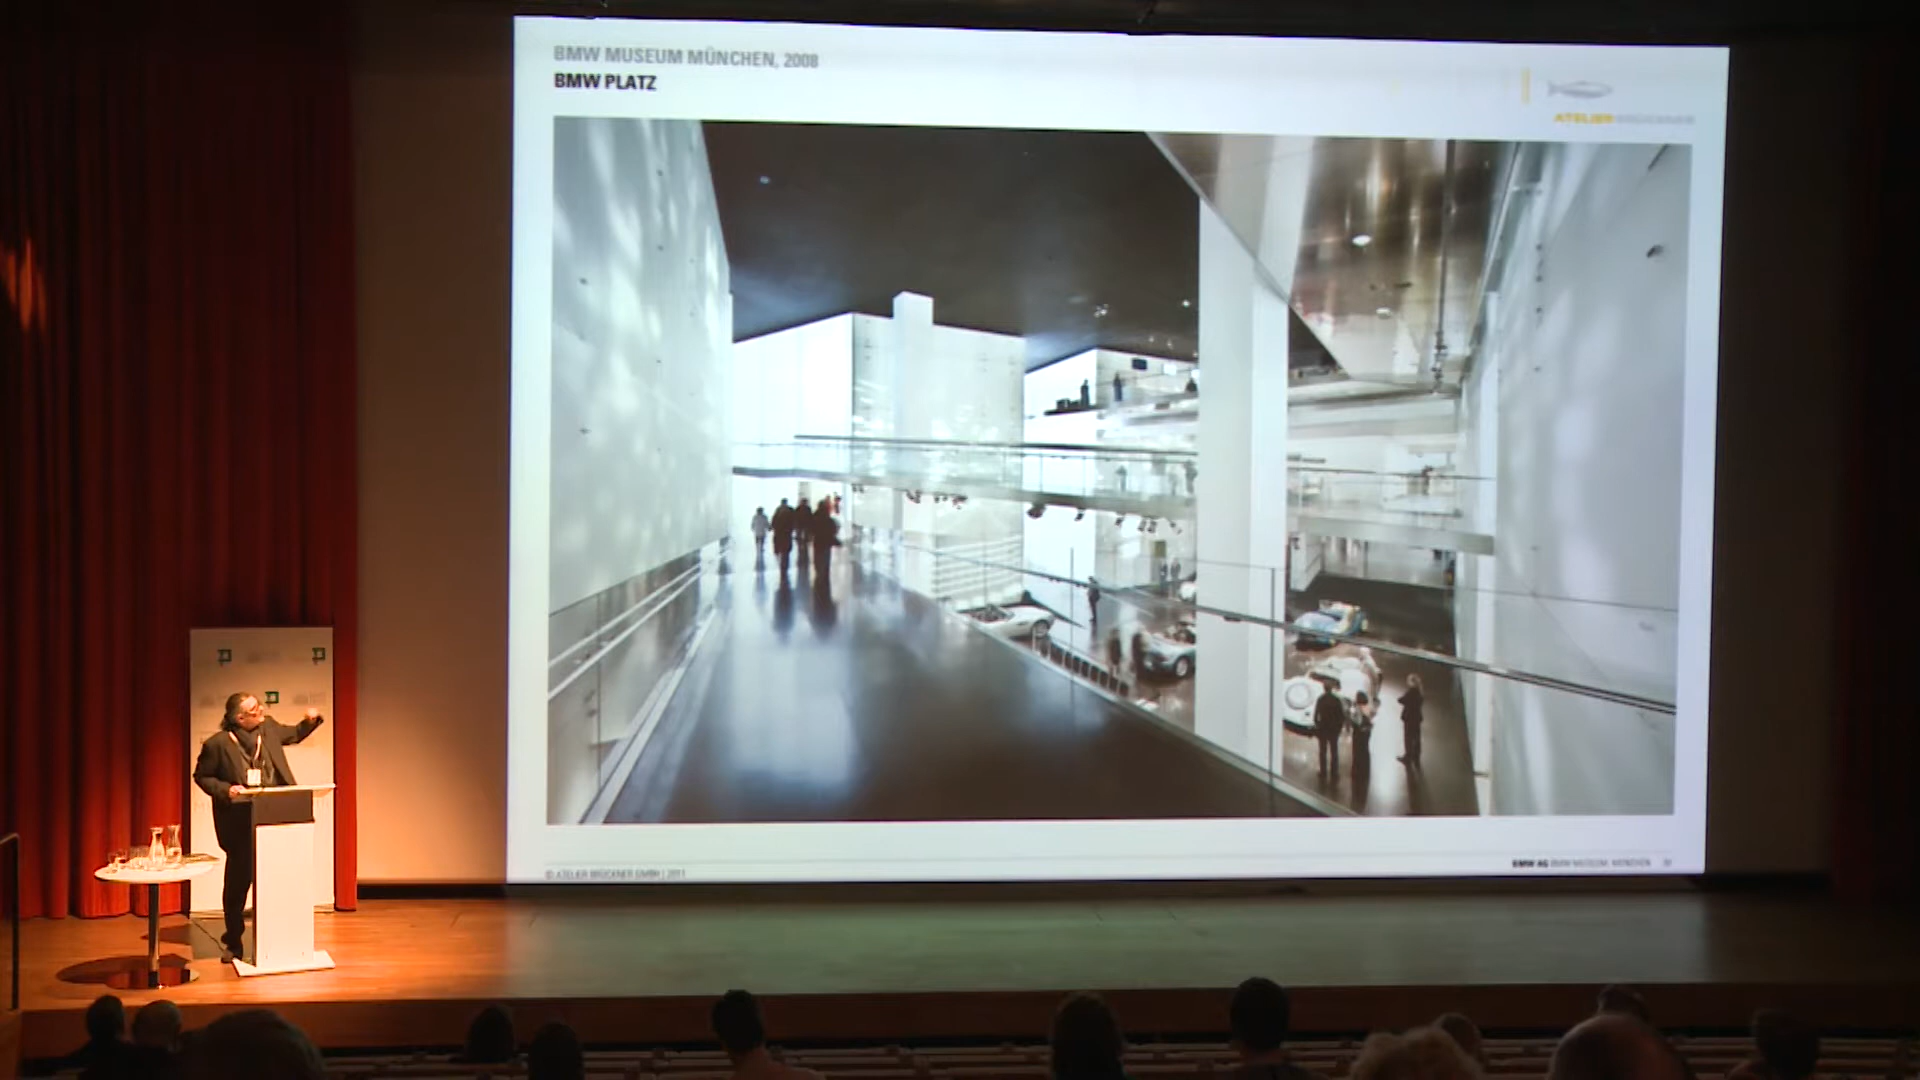 BMW MUSEUM MÜNCHEN, 2008
BMW PLATZ
ATELIER BRÜCKNER
© ATELIER BRÜCKNER GMBH | 2011
BMW AG BMW MUSEUM, MÜNCHEN